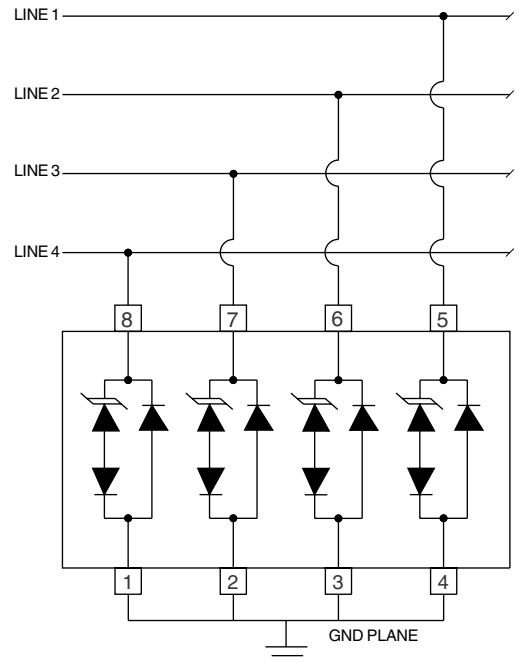 LINE 1
LINE 2
LINE 3
LINE 4
8 7 6 5
1 2 3 4
GND PLANE